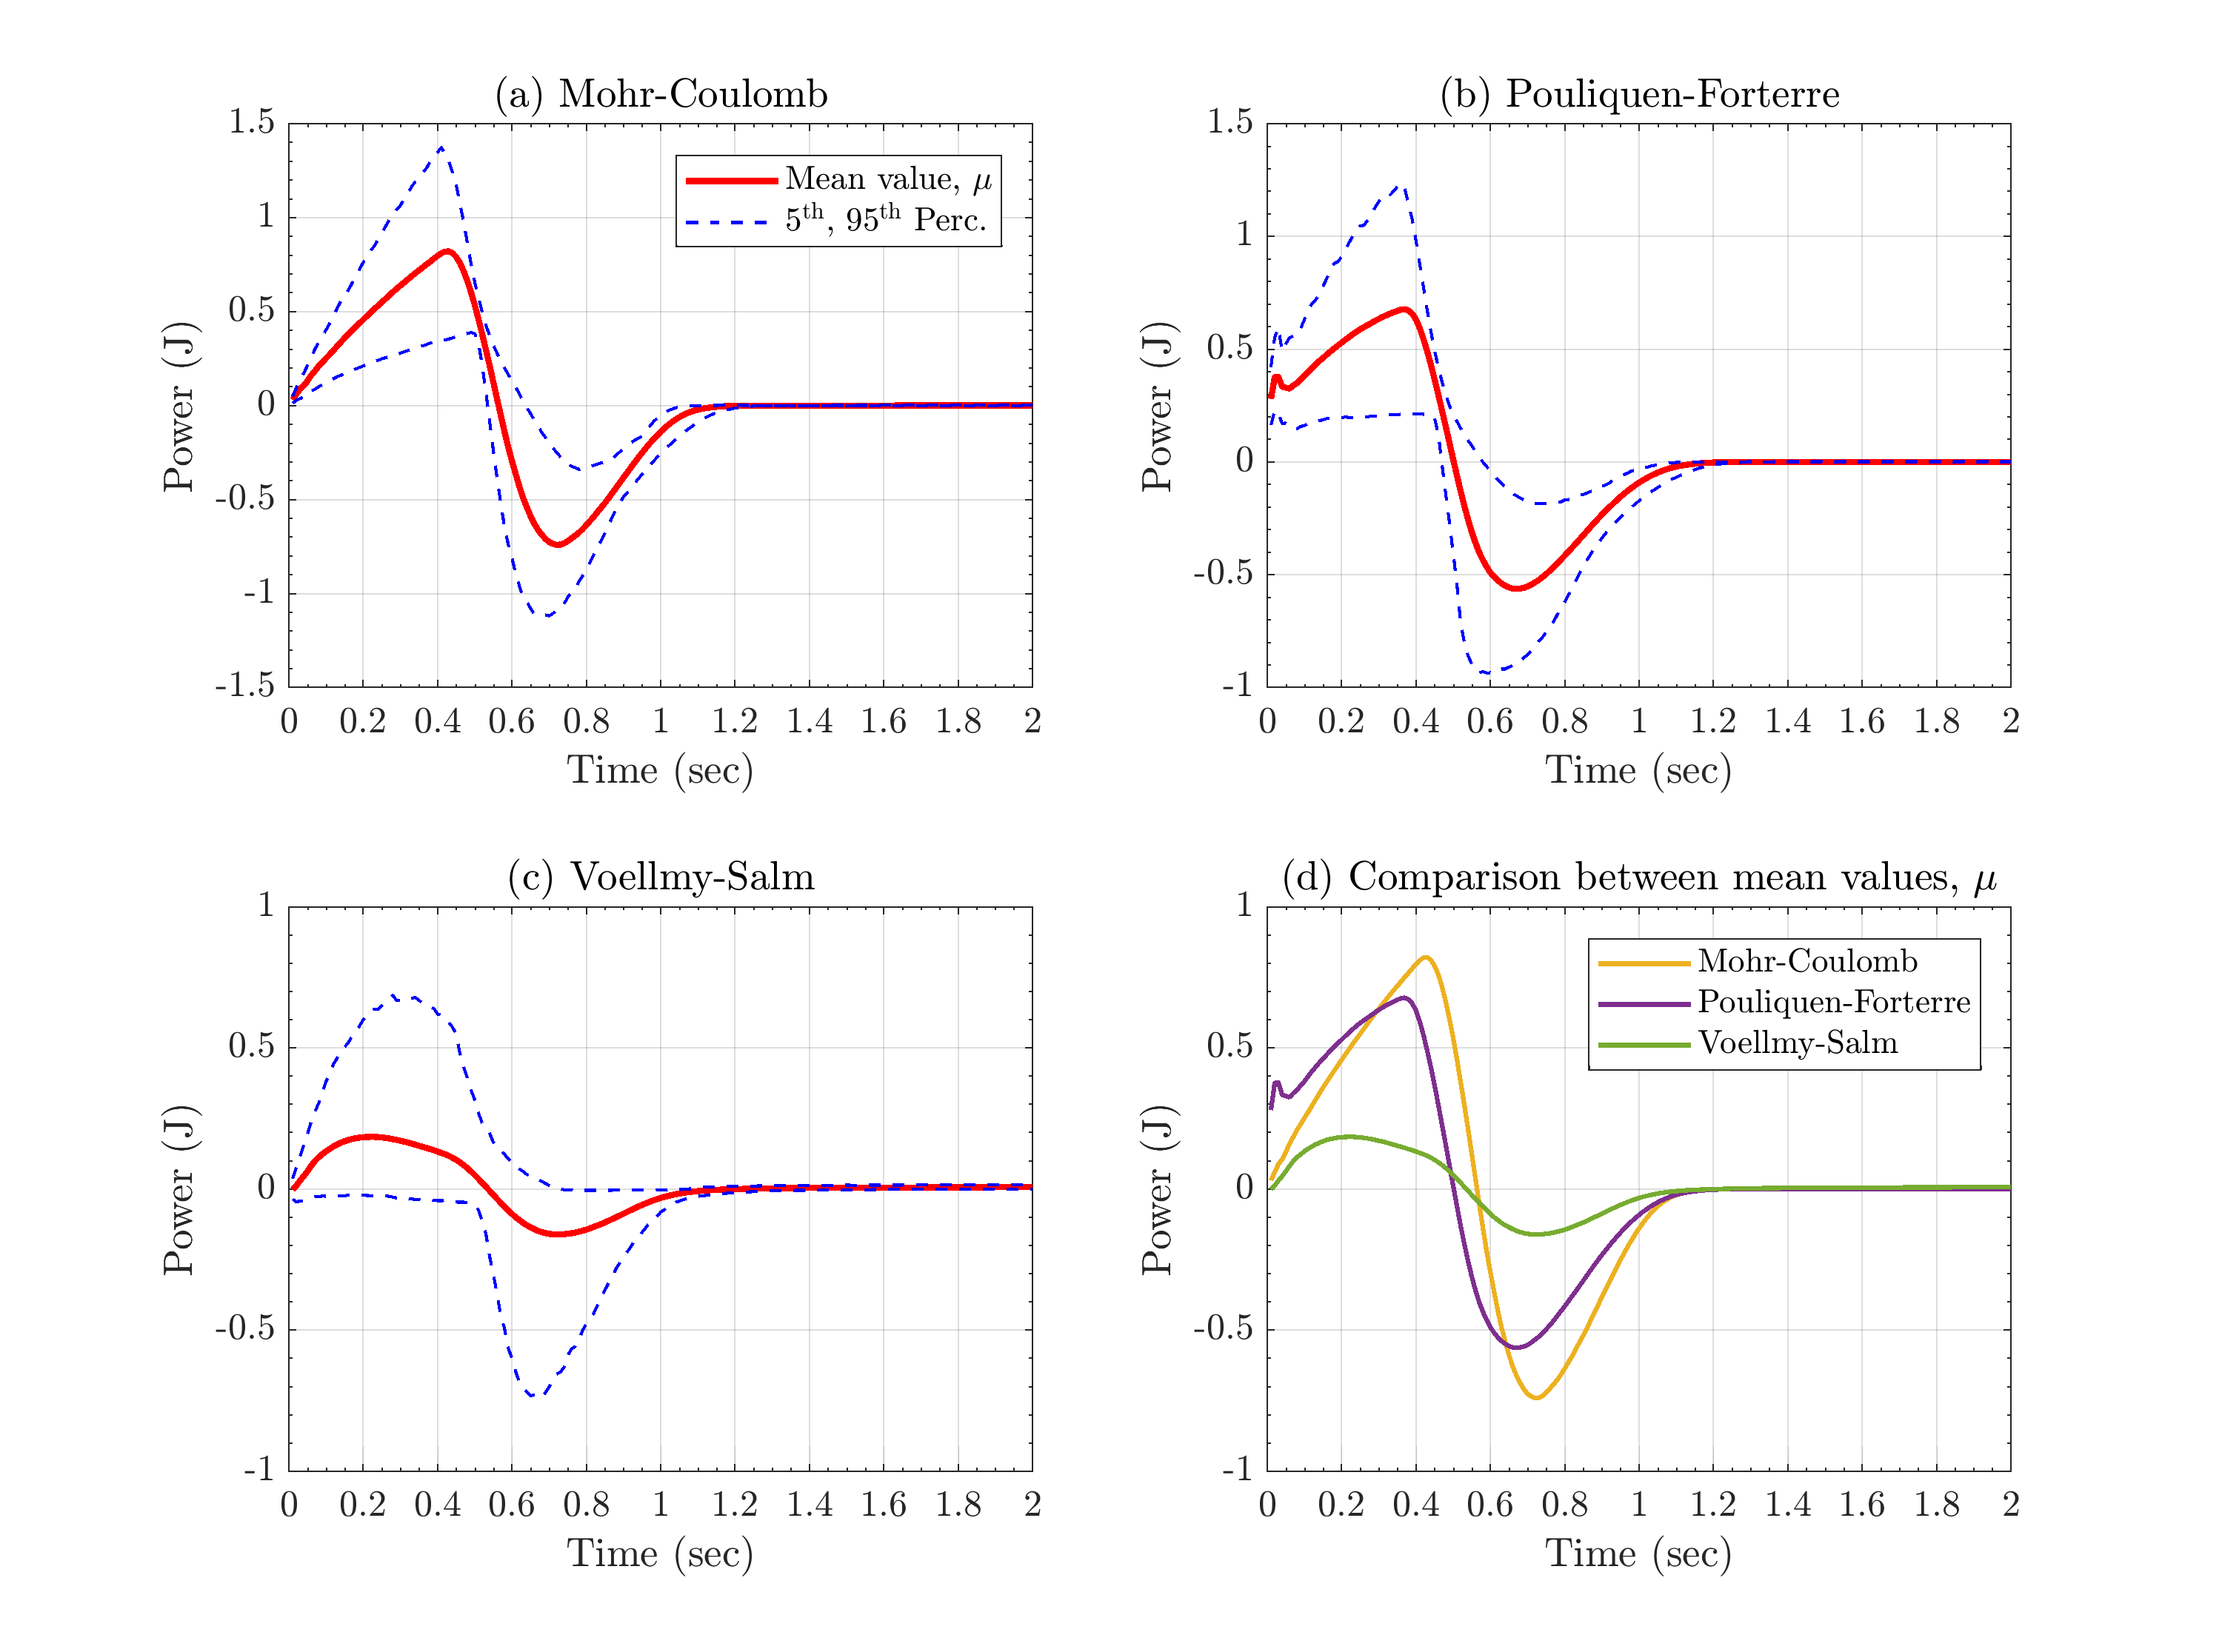 (a) Mohr-Coulomb
1.5
1
0.5
0
-0.5
-1
-1.5
Power (J)
Mean value, μ
5th, 95th Perc.
0 0.2 0.4 0.6 0.8 1 1.2 1.4 1.6 1.8 2
Time (sec)
(b) Pouliquen-Forterre
1.5
1
0.5
0
-0.5
-1
Power (J)
0 0.2 0.4 0.6 0.8 1 1.2 1.4 1.6 1.8 2
Time (sec)
(c) Voellmy-Salm
1
0.5
0
-0.5
-1
Power (J)
0 0.2 0.4 0.6 0.8 1 1.2 1.4 1.6 1.8 2
Time (sec)
(d) Comparison between mean values, μ
1
0.5
0
-0.5
-1
Power (J)
Mohr-Coulomb
Pouliquen-Forterre
Voellmy-Salm
0 0.2 0.4 0.6 0.8 1 1.2 1.4 1.6 1.8 2
Time (sec)